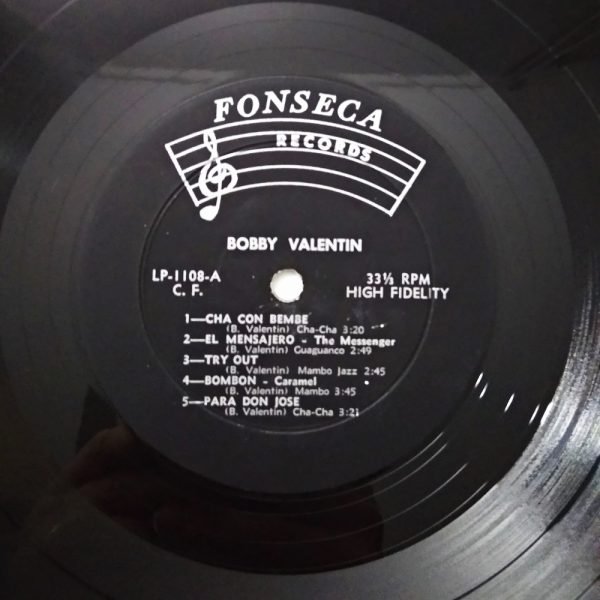 FONSECA
RECORDS
BOBBY VALENTIN
LP-1108-A
C. F.
33⅓ RPM
HIGH FIDELITY
1—CHA CON BEMBE
(B. Valentin) Cha-Cha 3:20
2—EL MENSAJERO - The Messenger
(B. Valentin) Guaguanco 2:49
3—TRY OUT
(B. Valentin) Mambo Jazz 2:45
4—BOMBON - Caramel
(B. Valentin) Mambo 3:45
5—PARA DON JOSE
(B. Valentin) Cha-Cha 3:21